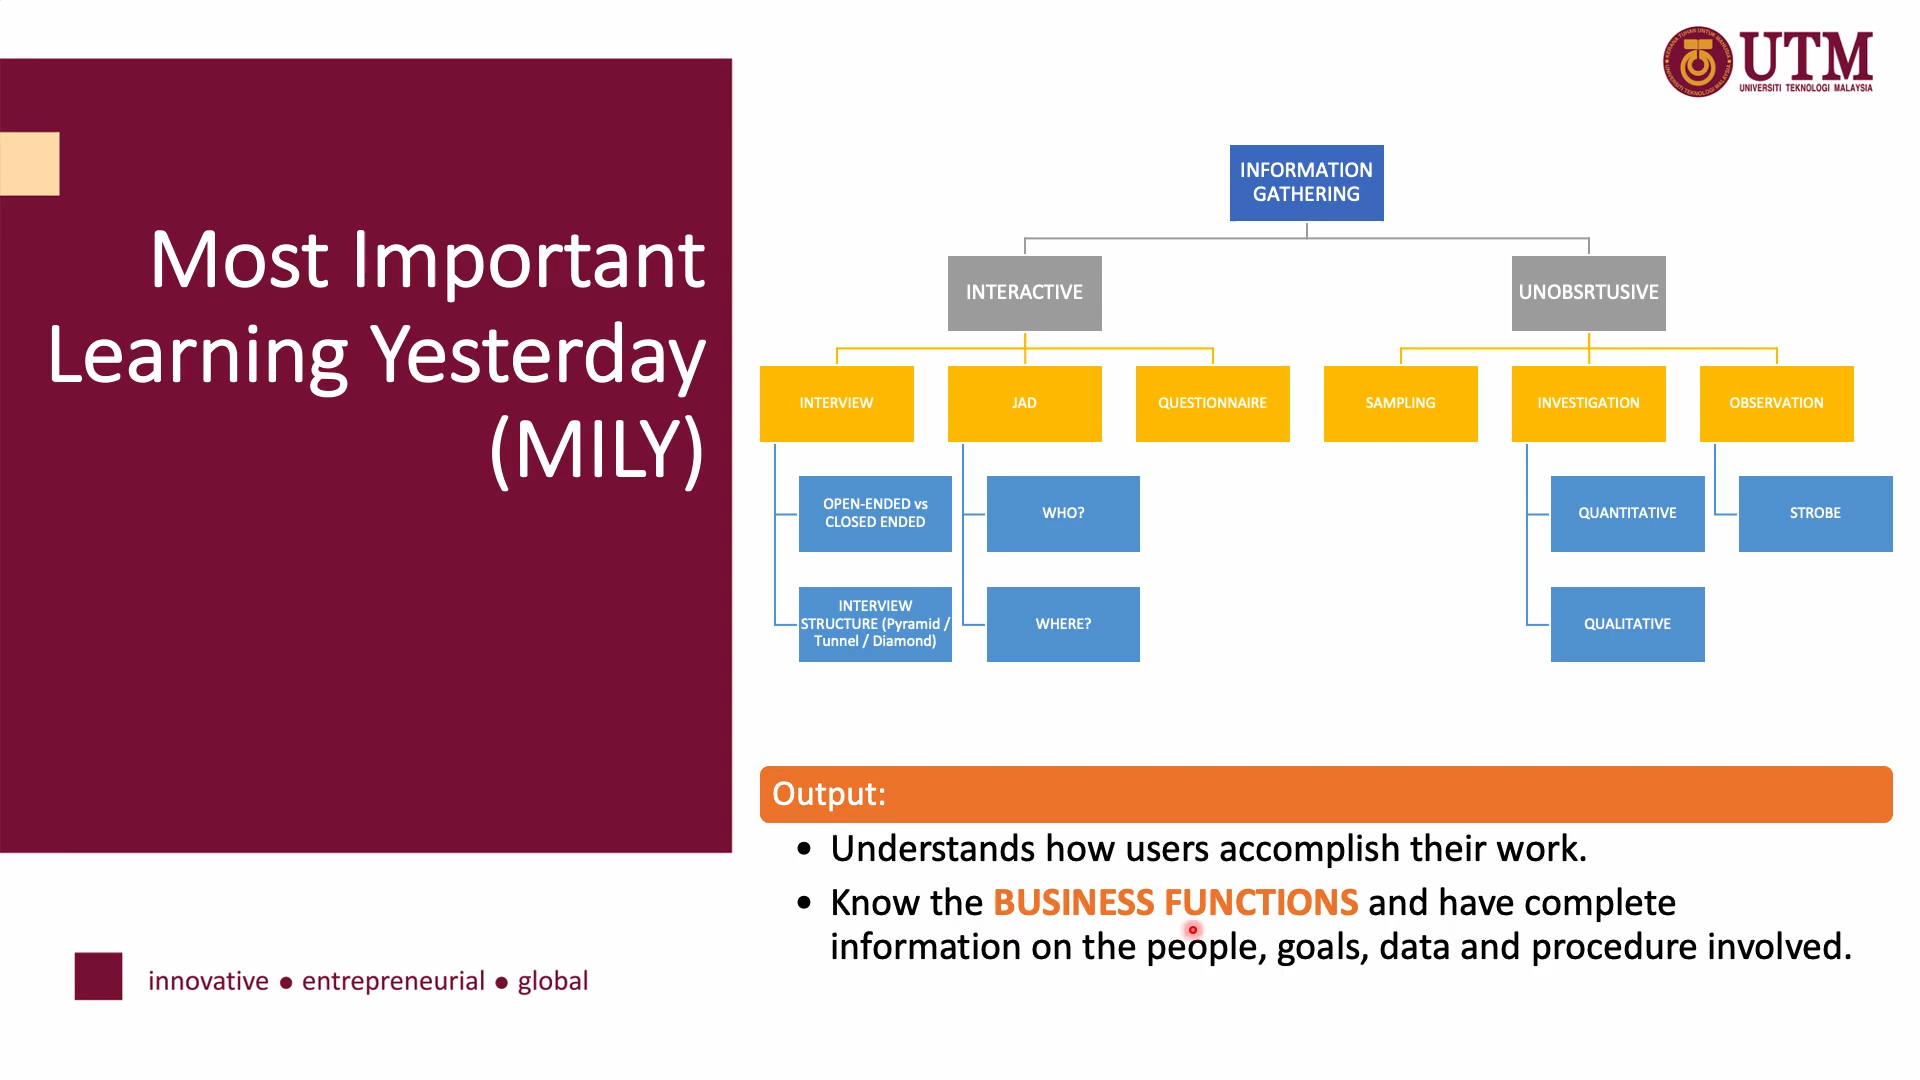 UTM
UNIVERSITI TEKNOLOGI MALAYSIA
Most Important
Learning Yesterday
(MILY)
INFORMATION
GATHERING
INTERACTIVE
UNOBSRTUSIVE
INTERVIEW
JAD
QUESTIONNAIRE
SAMPLING
INVESTIGATION
OBSERVATION
OPEN-ENDED vs
CLOSED ENDED
WHO?
QUANTITATIVE
STROBE
INTERVIEW
STRUCTURE (Pyramid /
Tunnel / Diamond)
WHERE?
QUALITATIVE
Output:
• Understands how users accomplish their work.
• Know the BUSINESS FUNCTIONS and have complete
information on the people, goals, data and procedure involved.
innovative ● entrepreneurial ● global